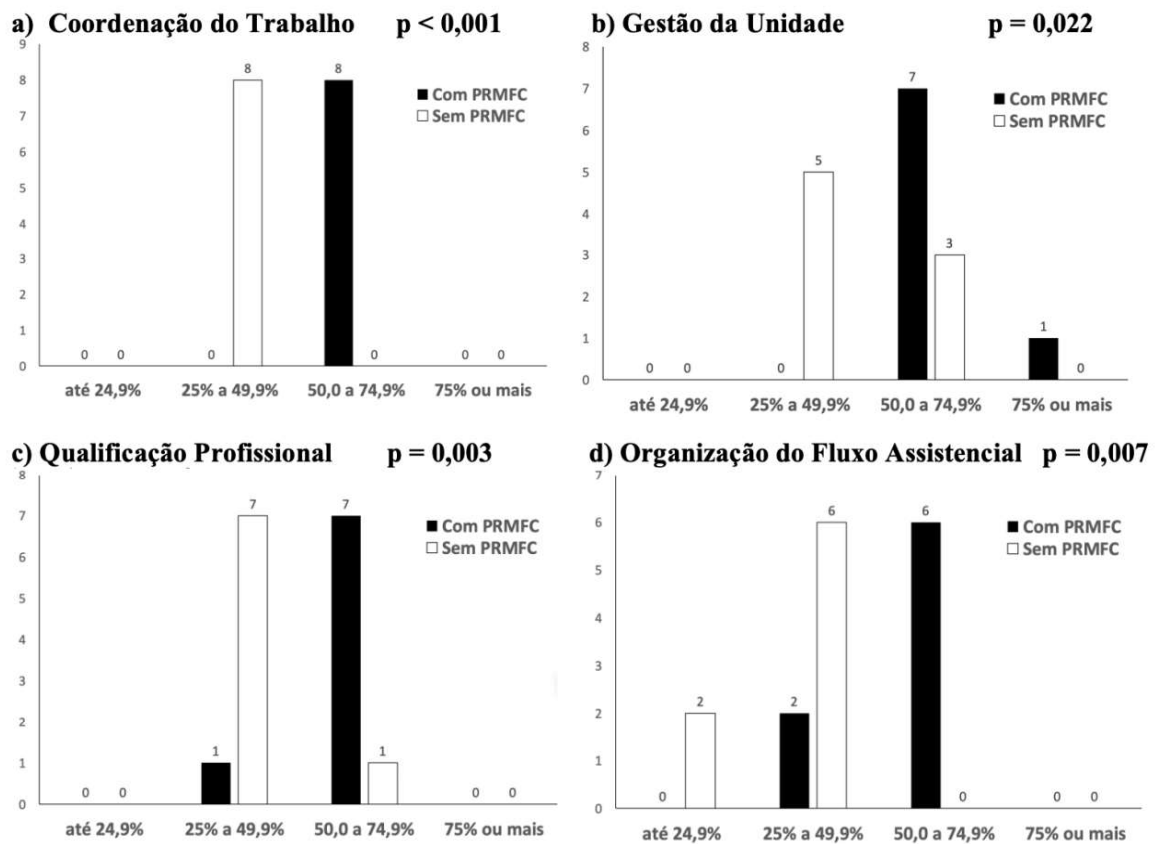 a) Coordenação do Trabalho p < 0,001
9
8
7
6
5
4
3
2
1
0
Com PRMFC
Sem PRMFC
0 0 0 8 8 0 0 0
até 24,9% 25% a 49,9% 50,0 a 74,9% 75% ou mais
b) Gestão da Unidade p = 0,022
8
7
6
5
4
3
2
1
0
Com PRMFC
Sem PRMFC
0 0 0 5 7 3 1 0
até 24,9% 25% a 49,9% 50,0 a 74,9% 75% ou mais
c) Qualificação Profissional p = 0,003
8
7
6
5
4
3
2
1
0
Com PRMFC
Sem PRMFC
0 0 1 7 7 1 0 0
até 24,9% 25% a 49,9% 50,0 a 74,9% 75% ou mais
d) Organização do Fluxo Assistencial p = 0,007
7
6
5
4
3
2
1
0
Com PRMFC
Sem PRMFC
0 2 2 6 6 0 0 0
até 24,9% 25% a 49,9% 50,0 a 74,9% 75% ou mais